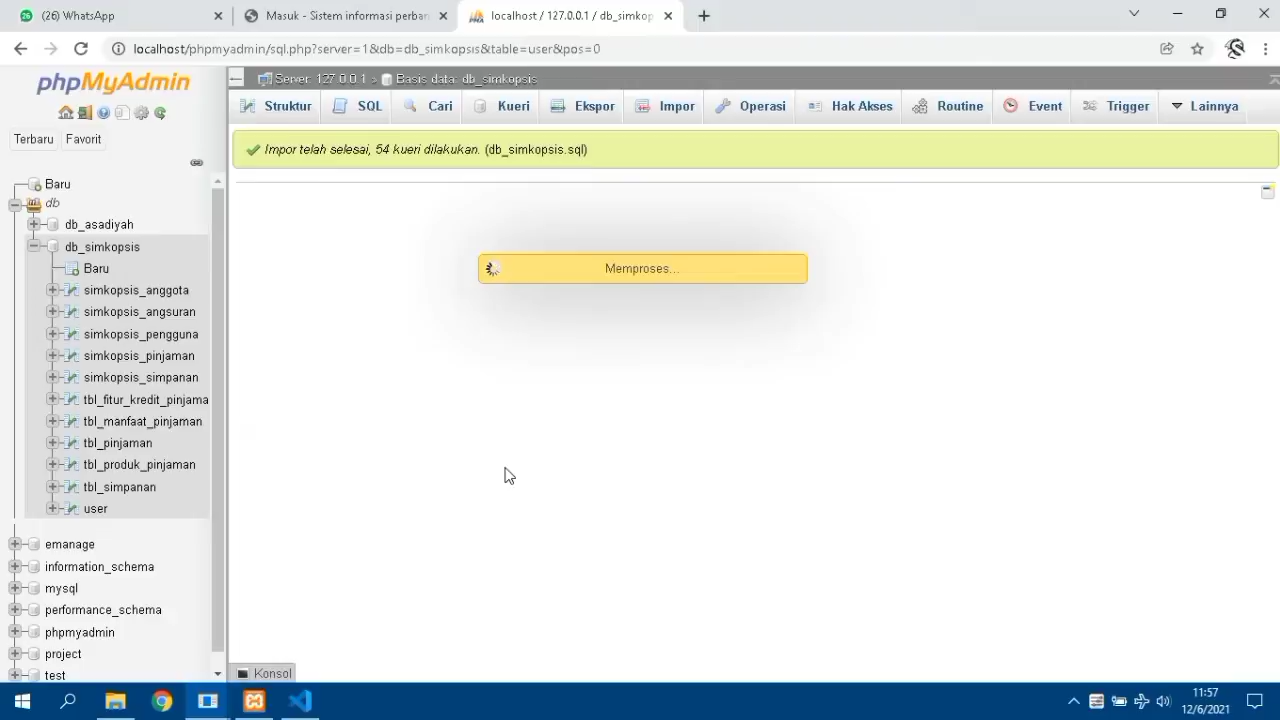 (26) WhatsApp
Masuk - Sistem informasi perban
localhost / 127.0.0.1 / db_simkop
localhost/phpmyadmin/sql.php?server=1&db=db_simkopsis&table=user&pos=0
phpMyAdmin
Server: 127.0.0.1 » Basis data: db_simkopsis
Struktur
SQL
Cari
Kueri
Ekspor
Impor
Operasi
Hak Akses
Routine
Event
Trigger
Lainnya
Terbaru
Favorit
Impor telah selesai, 54 kueri dilakukan. (db_simkopsis.sql)
Memproses...
Baru
db
db_asadiyah
db_simkopsis
Baru
simkopsis_anggota
simkopsis_angsuran
simkopsis_pengguna
simkopsis_pinjaman
simkopsis_simpanan
tbl_fitur_kredit_pinjama
tbl_manfaat_pinjaman
tbl_pinjaman
tbl_produk_pinjaman
tbl_simpanan
user
emanage
information_schema
mysql
performance_schema
phpmyadmin
project
test
Konsol
11:57
12/6/2021